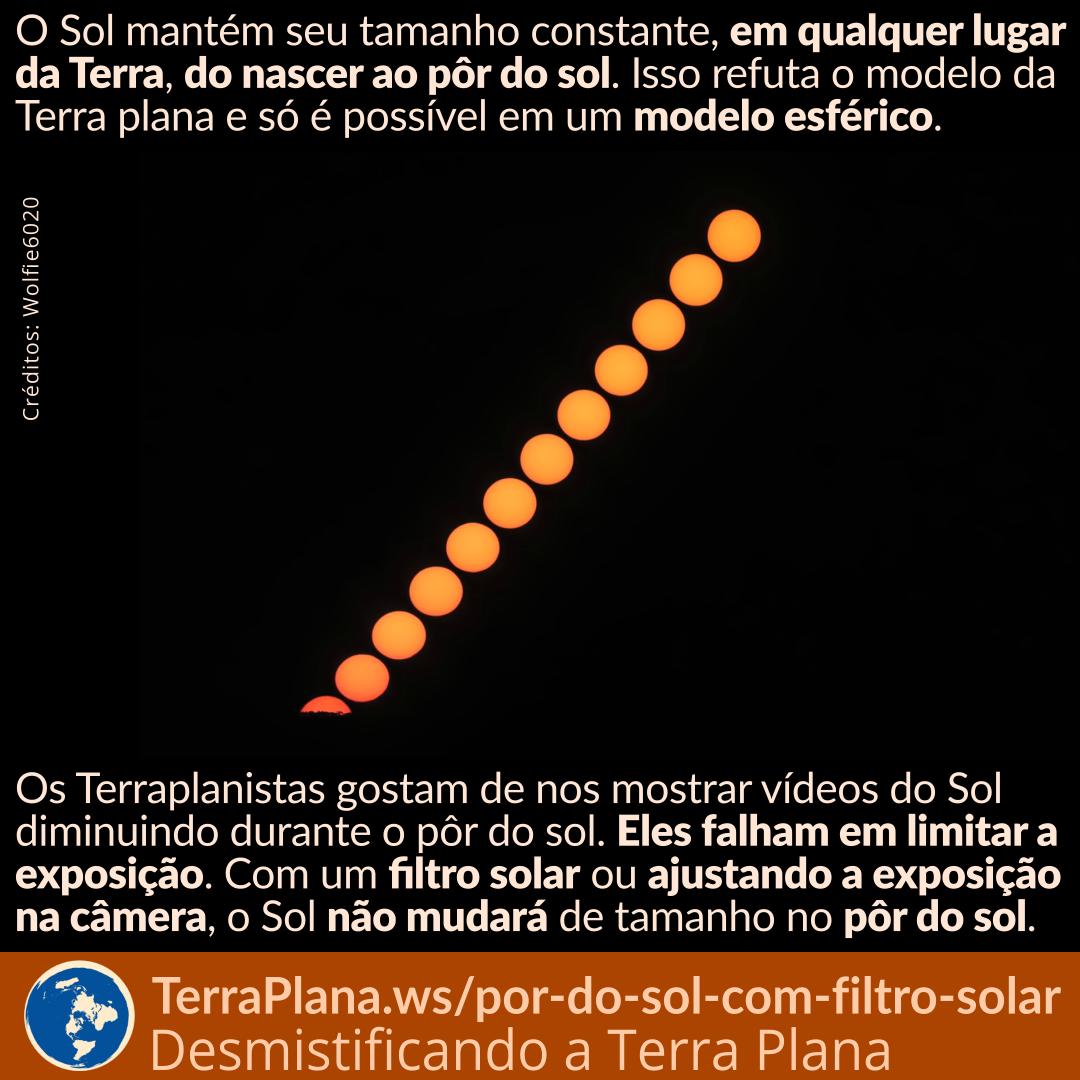 O Sol mantém seu tamanho constante, em qualquer lugar
da Terra, do nascer ao pôr do sol. Isso refuta o modelo da
Terra plana e só é possível em um modelo esférico.
Créditos: Wolfie6020
Os Terraplanistas gostam de nos mostrar vídeos do Sol
diminuindo durante o pôr do sol. Eles falham em limitar a
exposição. Com um filtro solar ou ajustando a exposição
na câmera, o Sol não mudará de tamanho no pôr do sol.
TerraPlana.ws/por-do-sol-com-filtro-solar
Desmistificando a Terra Plana